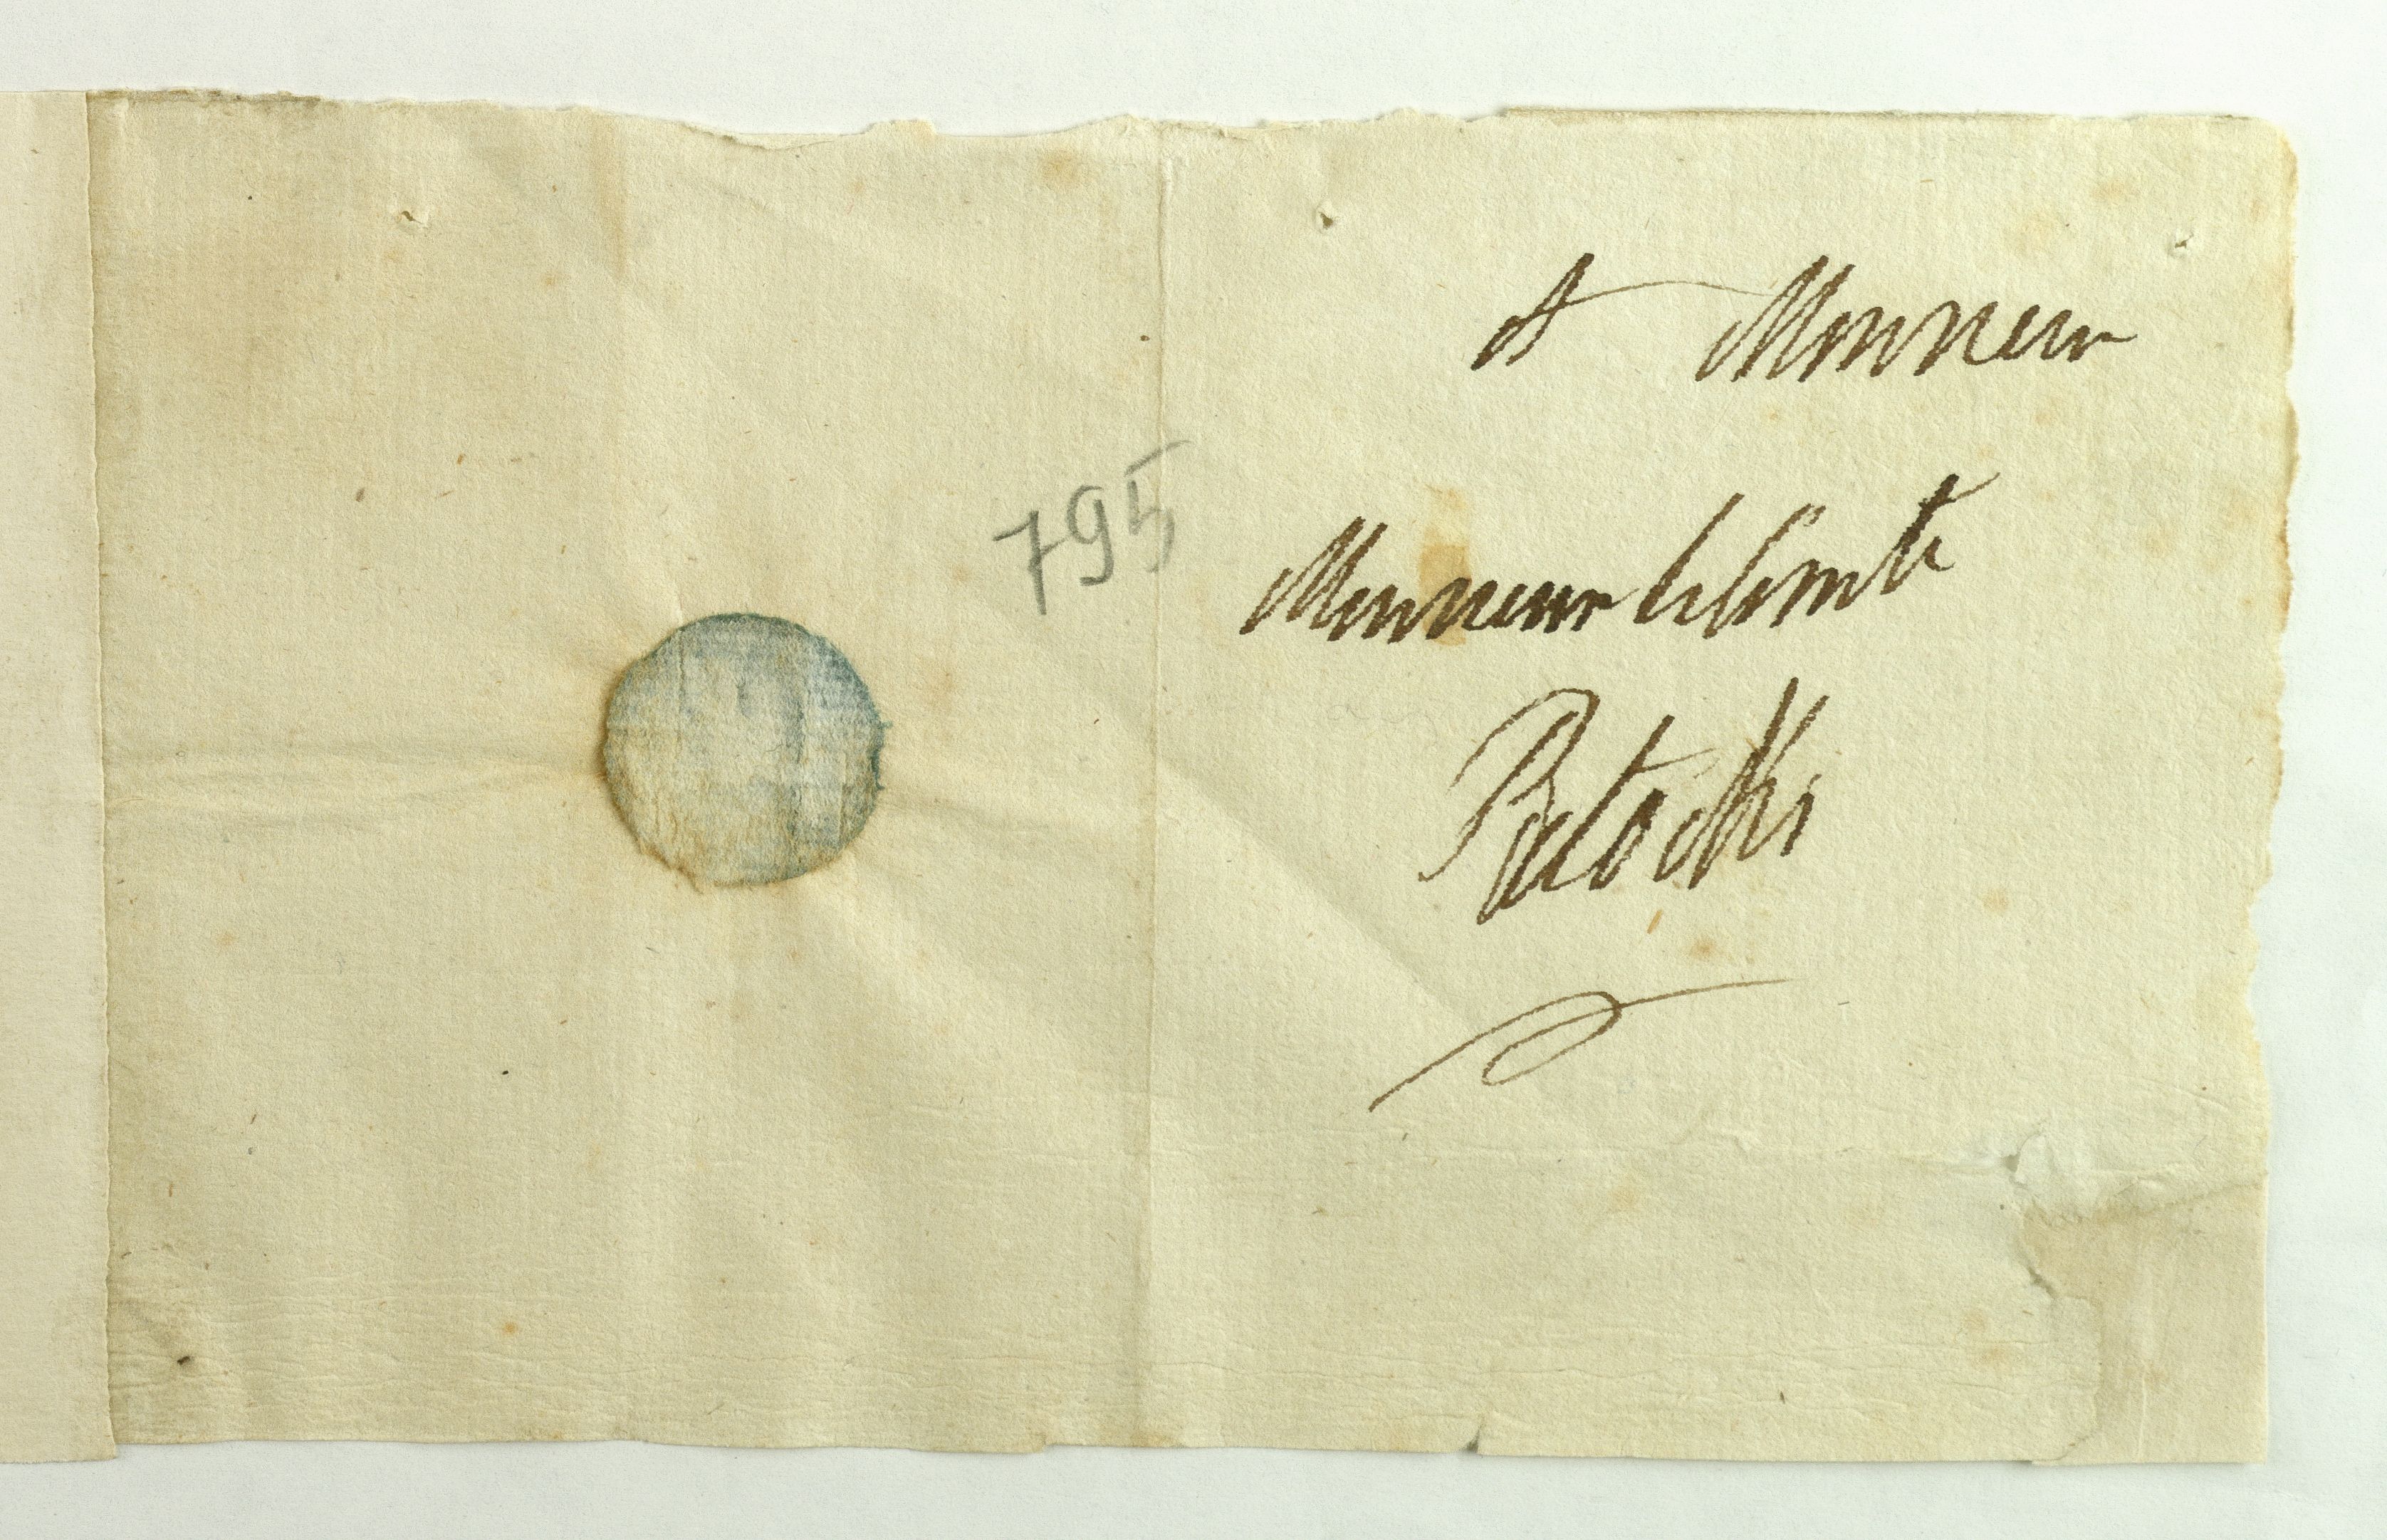 795
A Monsieur
Monsieur le Comte
Potocki